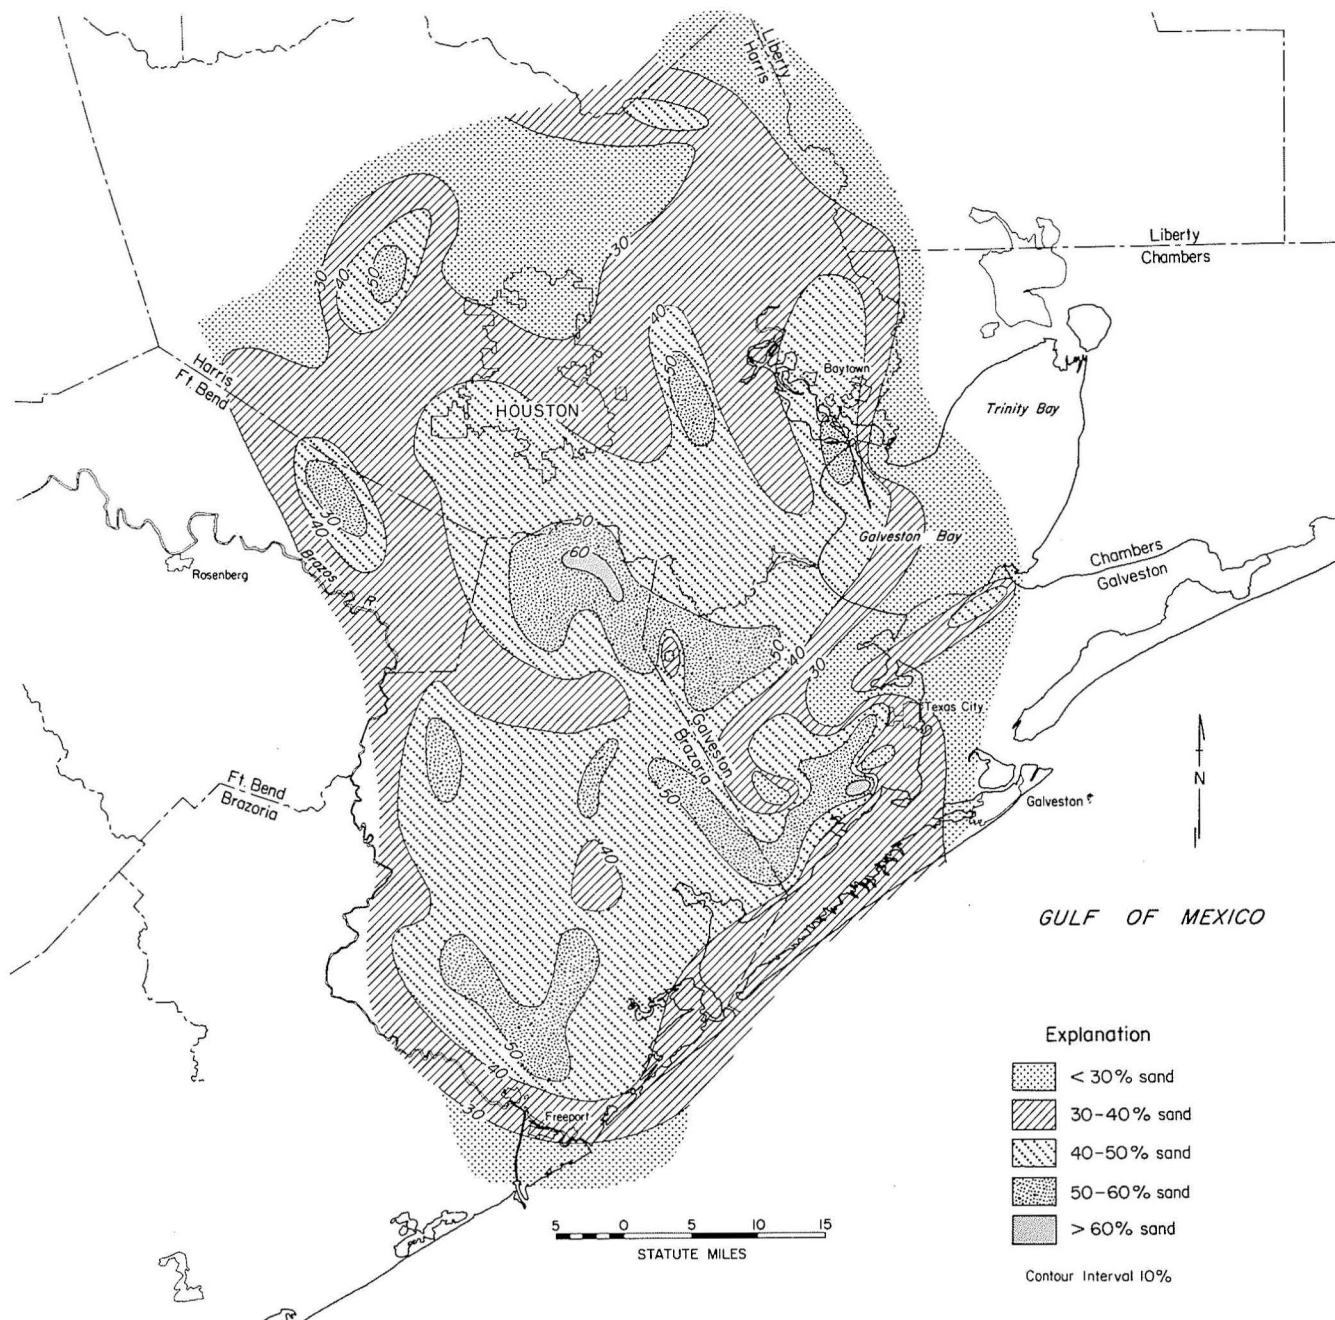 Liberty
Harris
Liberty
Chambers
30
30
40
50
40
50
Harris
Ft. Bend
HOUSTON
Baytown
Trinity Bay
30
40
Rosenberg
Brazos R.
50
60
Galveston Bay
Chambers
Galveston
50
40
30
Texas City
Galveston
Brazoria
Ft. Bend
Brazoria
50
40
N
Galveston
GULF OF MEXICO
50
40
30
Freeport
Explanation
< 30% sand
30-40% sand
40-50% sand
50-60% sand
> 60% sand
Contour Interval 10%
5 0 5 10 15
STATUTE MILES